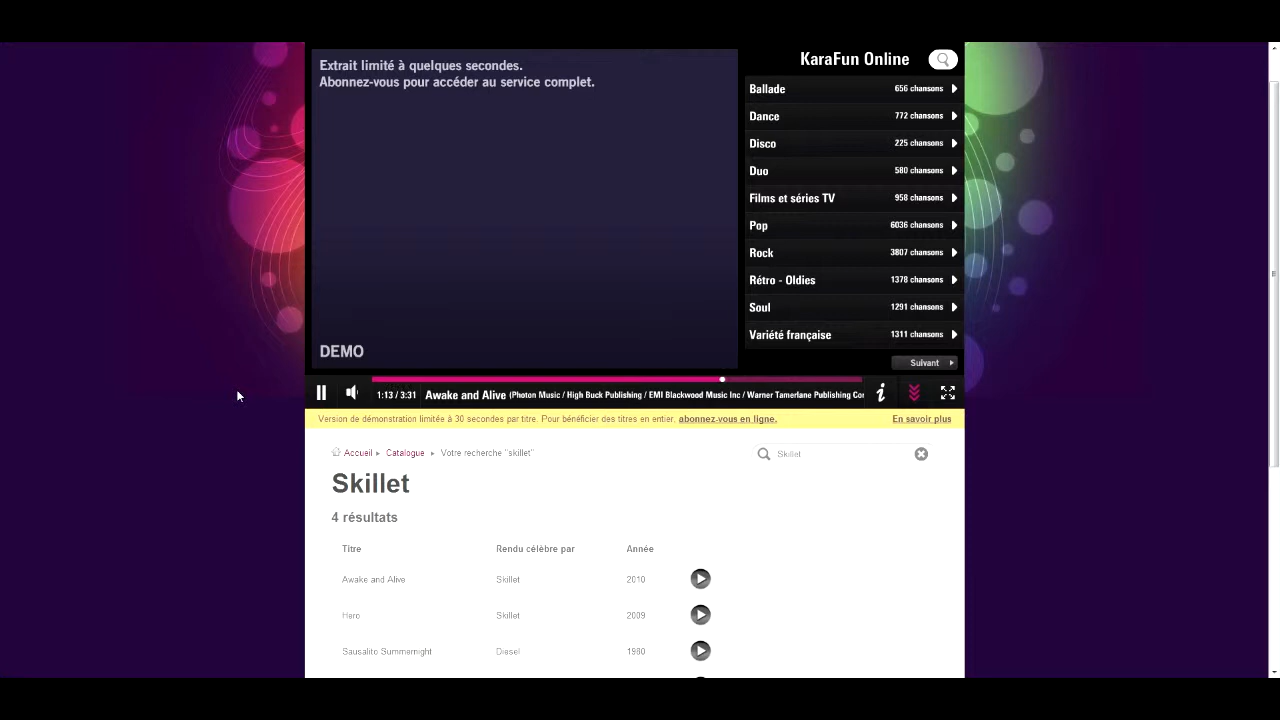 Extrait limité à quelques secondes.
Abonnez-vous pour accéder au service complet.
DEMO
KaraFun Online
Ballade 656 chansons
Dance 772 chansons
Disco 225 chansons
Duo 580 chansons
Films et séries TV 958 chansons
Pop 6036 chansons
Rock 3807 chansons
Rétro - Oldies 1378 chansons
Soul 1291 chansons
Variété française 1311 chansons
Suivant
1:13 / 3:31 Awake and Alive (Photon Music / High Buck Publishing / EMI Blackwood Music Inc / Warner Tamerlane Publishing Cor
Version de démonstration limitée à 30 secondes par titre. Pour bénéficier des titres en entier, abonnez-vous en ligne. En savoir plus
Accueil Catalogue Votre recherche "skillet" Skillet
Skillet
4 résultats
Titre Rendu célèbre par Année
Awake and Alive Skillet 2010
Hero Skillet 2009
Sausalito Summernight Diesel 1980